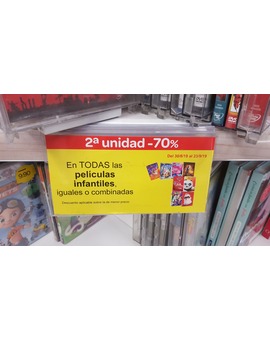 2ª unidad -70%
En TODAS las
películas
infantiles,
iguales o combinadas